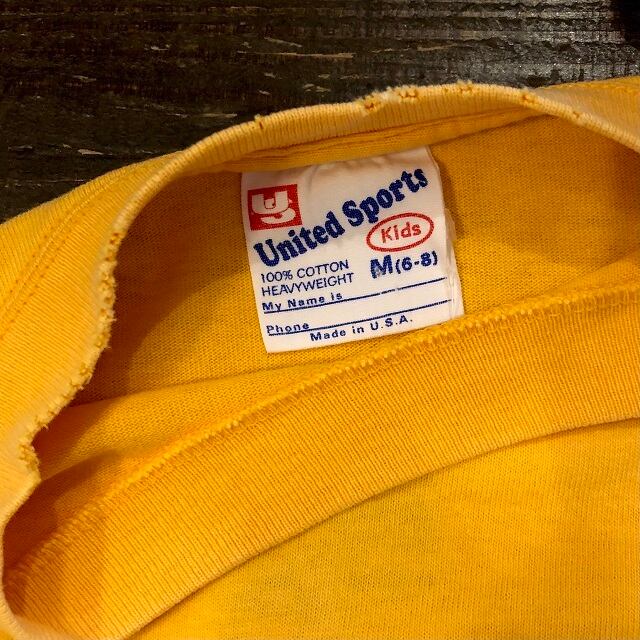 United Sports
Kids
100% COTTON
HEAVYWEIGHT
M(6-8)
My Name is
Phone
Made in U.S.A.